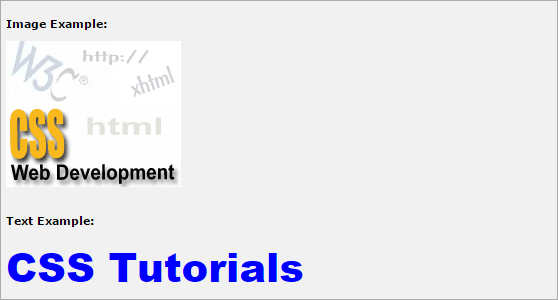 Image Example:
http://
W3C®
xhtml
CSS
html
Web Development
Text Example:
CSS Tutorials